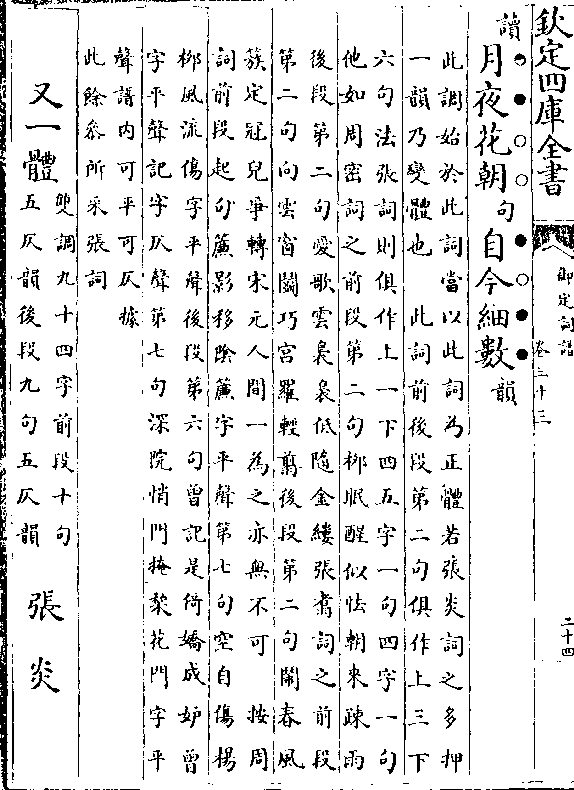 欽定四庫全書
御定詞譜
卷二十三
二十四
讀月夜花朝句自今細數韻
此調始於此詞當以此詞為正體若張炎詞之多押
一韻乃變體也　此詞前後段第二句俱作上三下
六句法張詞則俱作上一下四五字一句四字一句
他如周密詞之前段第二句栁眠醒似怯朝來疎雨
後段第二句愛歌雲裊裊低隨金縷張翥詞之前段
第二句向雲窗鬬巧宮羅輕翦後段第二句鬧春風
簇定冠兒爭轉宋元人間一為之亦無不可　按周
詞前段起句簾影移陰簾字平聲第七句空自傷楊
栁風流傷字平聲後段第六句曾記是倚嬌成妒曾
字平聲記字仄聲第七句深院悄門掩棃花門字平
聲譜内可平可仄據
此餘參所采張詞
又一體
雙調九十四字前段十句
五仄韻後段九句五仄韻
張炎